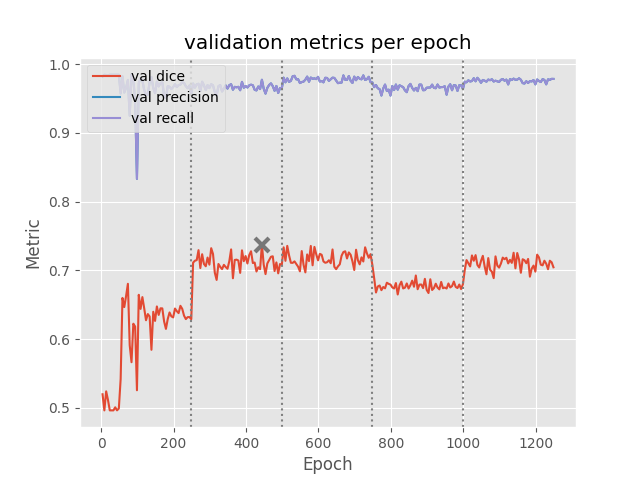 validation metrics per epoch
1.0
0.9
0.8
0.7
0.6
0.5
Metric
val dice
val precision
val recall
0
200
400
600
800
1000
1200
Epoch